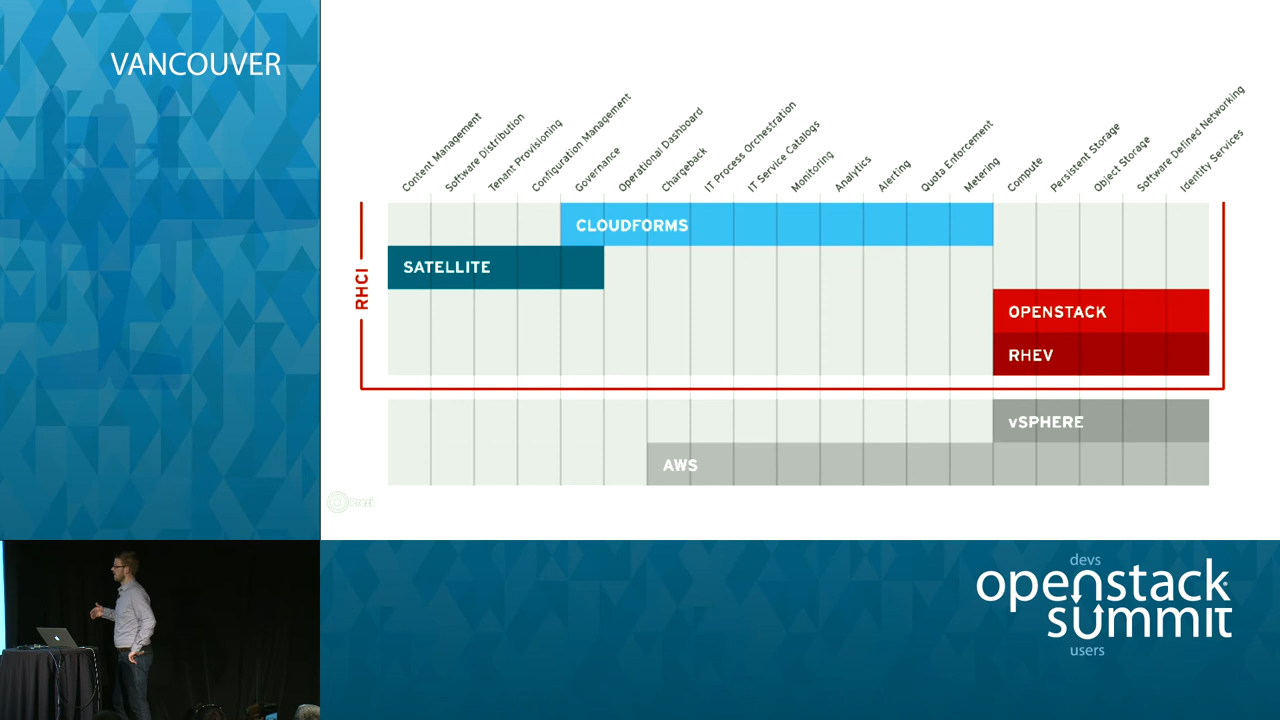 VANCOUVER
Content Management
Software Distribution
Tenant Provisioning
Configuration Management
Governance
Operational Dashboard
Chargeback
IT Process Orchestration
IT Service Catalogs
Monitoring
Analytics
Alerting
Quota Enforcement
Metering
Compute
Persistent Storage
Object Storage
Software Defined Networking
Identity Services
RHCI
CLOUDFORMS
SATELLITE
OPENSTACK
RHEV
vSPHERE
AWS
Prezi
devs
openstack
summit
users